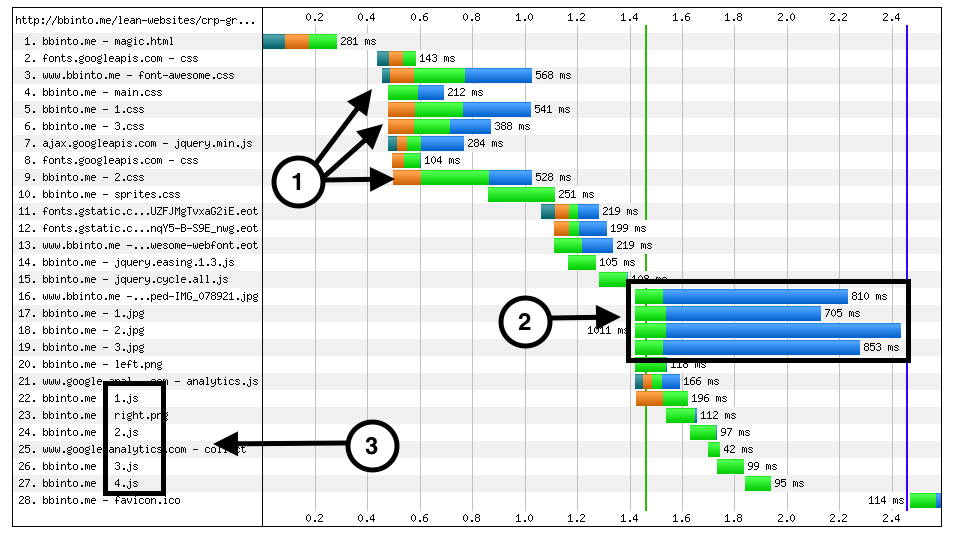 http://bbinto.me/lean-websites/crp-gr... 0.2 0.4 0.6 0.8 1.0 1.2 1.4 1.6 1.8 2.0 2.2 2.4
1. bbinto.me - magic.html 281 ms
2. fonts.googleapis.com - css 143 ms
3. www.bbinto.me - font-awesome.css 568 ms
4. bbinto.me - main.css 212 ms
5. bbinto.me - 1.css 541 ms
6. bbinto.me - 3.css 388 ms
7. ajax.googleapis.com - jquery.min.js 284 ms
8. fonts.googleapis.com - css 104 ms
9. bbinto.me - 2.css 528 ms
1
10. bbinto.me - sprites.css 251 ms
11. fonts.gstatic.c...UZFJMgTvxaG2iE.eot 219 ms
12. fonts.gstatic.c...nqY5-B-S9E_nwg.eot 199 ms
13. www.bbinto.me -...wesome-webfont.eot 219 ms
14. bbinto.me - jquery.easing.1.3.js 105 ms
15. bbinto.me - jquery.cycle.all.js 108 ms
16. www.bbinto.me -...ped-IMG_078921.jpg 810 ms
17. bbinto.me - 1.jpg 705 ms
2
18. bbinto.me - 2.jpg 1011 ms
19. bbinto.me - 3.jpg 853 ms
20. bbinto.me - left.png 118 ms
21. www.google-anal...com - analytics.js 166 ms
22. bbinto.me 1.js 196 ms
23. bbinto.me right.png 112 ms
24. bbinto.me 2.js 97 ms
25. www.google-analytics.com - collect 42 ms
3
26. bbinto.me 3.js 99 ms
27. bbinto.me 4.js 95 ms
28. bbinto.me - favicon.ico 114 ms
0.2 0.4 0.6 0.8 1.0 1.2 1.4 1.6 1.8 2.0 2.2 2.4